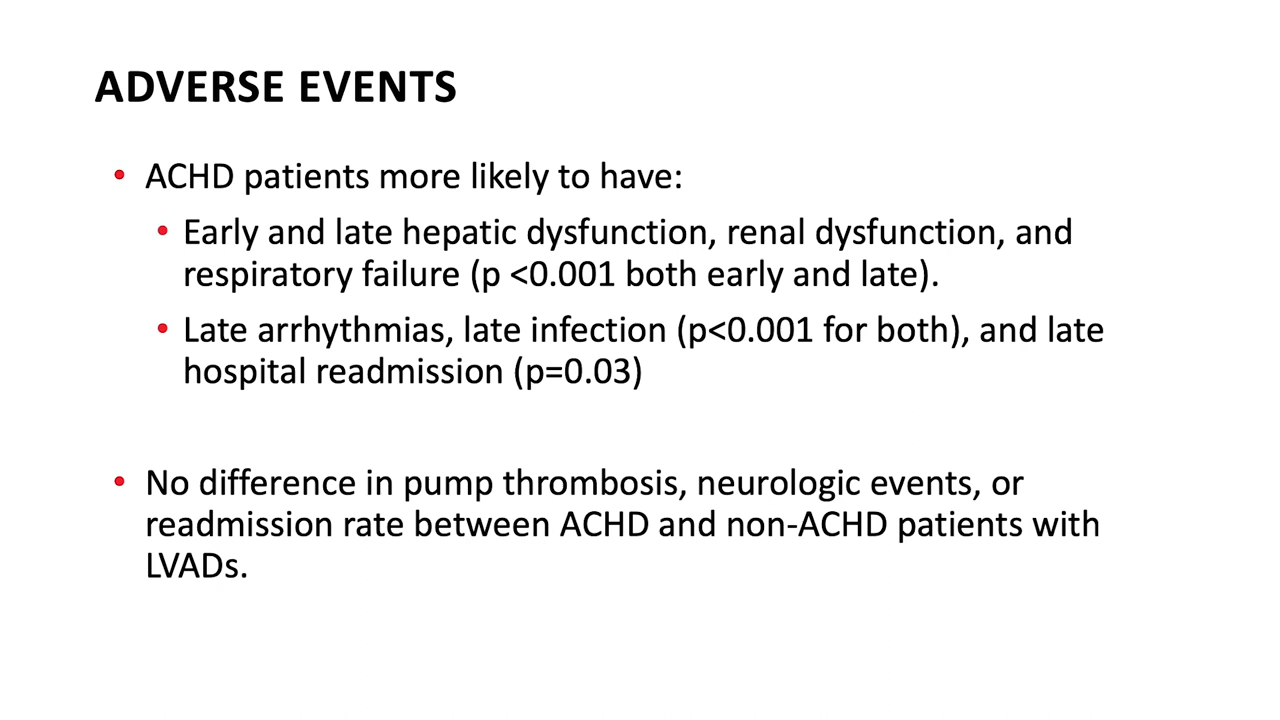 ADVERSE EVENTS
• ACHD patients more likely to have:
• Early and late hepatic dysfunction, renal dysfunction, and
respiratory failure (p <0.001 both early and late).
• Late arrhythmias, late infection (p<0.001 for both), and late
hospital readmission (p=0.03)
• No difference in pump thrombosis, neurologic events, or
readmission rate between ACHD and non-ACHD patients with
LVADs.